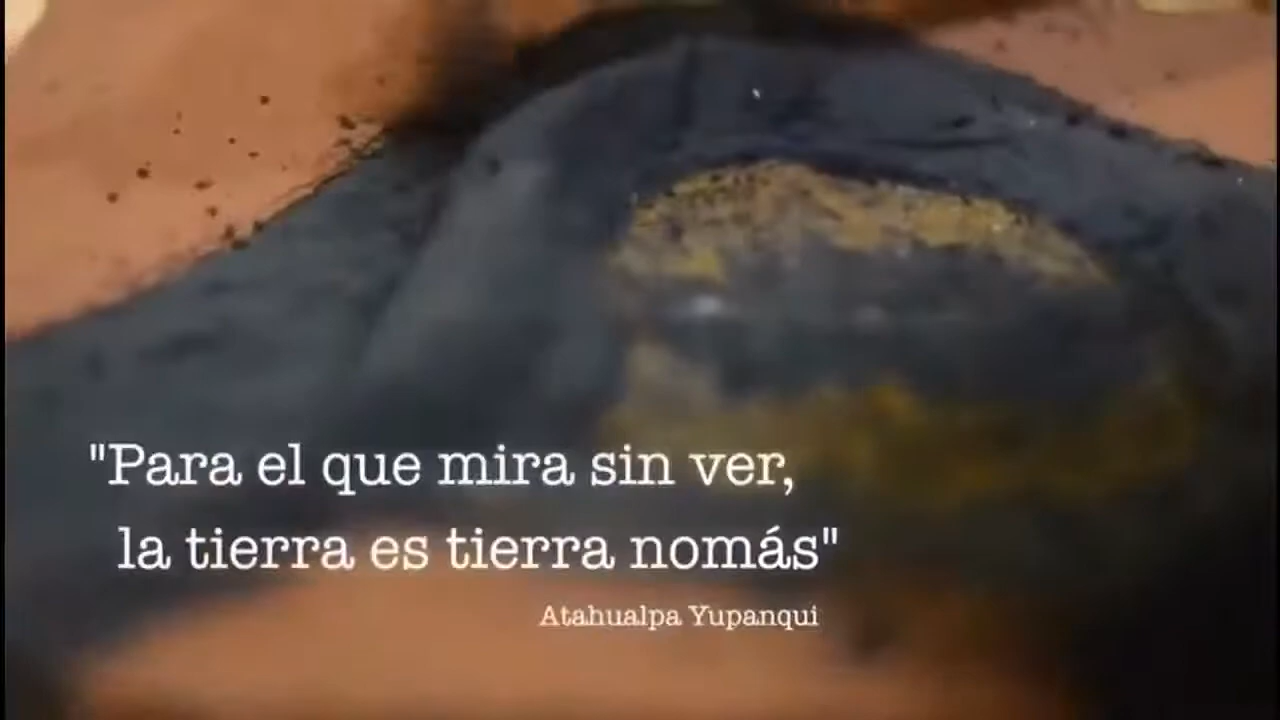 "Para el que mira sin ver,
la tierra es tierra nomás"
Atahualpa Yupanqui